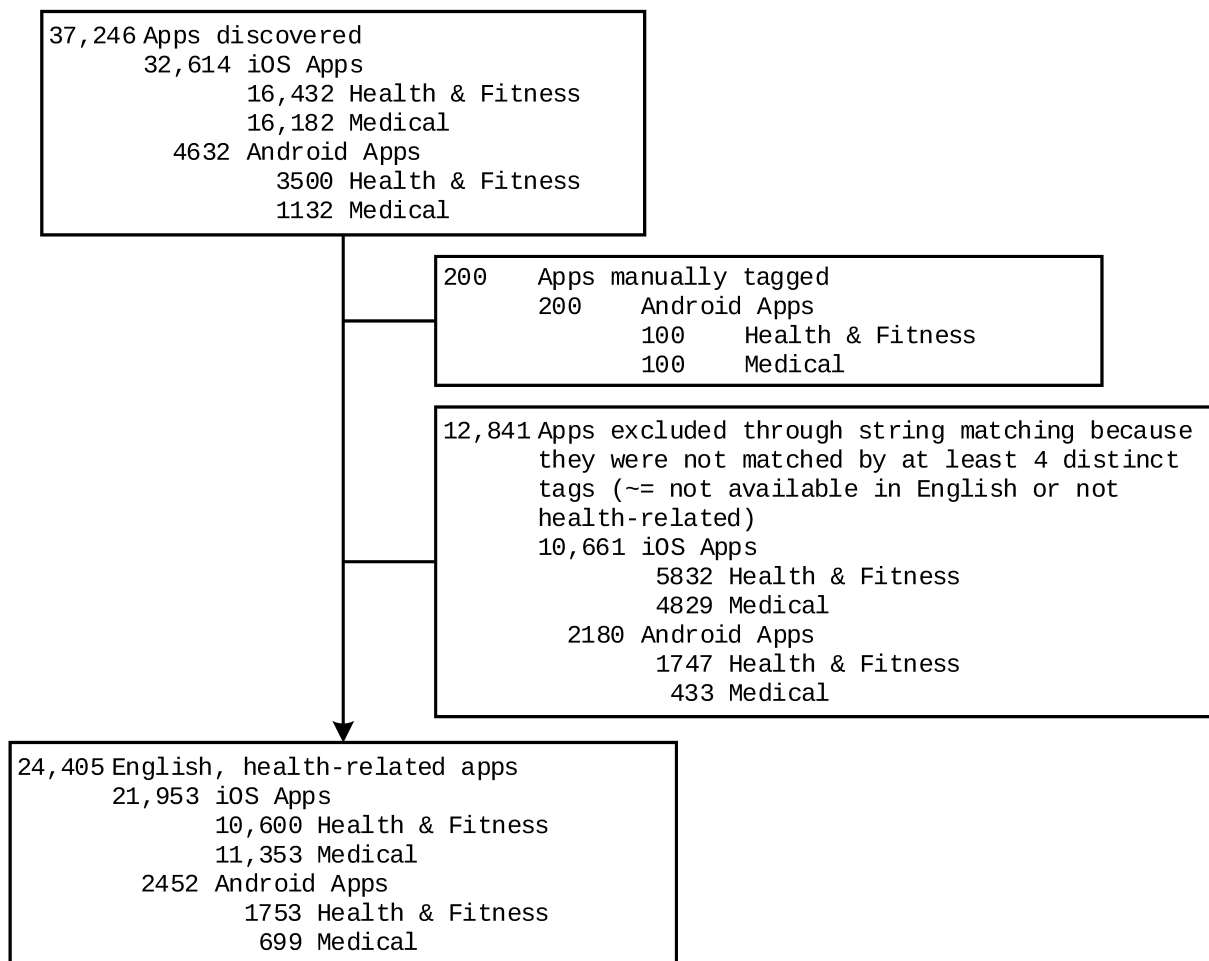 37,246 Apps discovered
32,614 iOS Apps
16,432 Health & Fitness
16,182 Medical
4632 Android Apps
3500 Health & Fitness
1132 Medical
200 Apps manually tagged
200 Android Apps
100 Health & Fitness
100 Medical
12,841 Apps excluded through string matching because
they were not matched by at least 4 distinct
tags (~= not available in English or not
health-related)
10,661 iOS Apps
5832 Health & Fitness
4829 Medical
2180 Android Apps
1747 Health & Fitness
433 Medical
24,405 English, health-related apps
21,953 iOS Apps
10,600 Health & Fitness
11,353 Medical
2452 Android Apps
1753 Health & Fitness
699 Medical